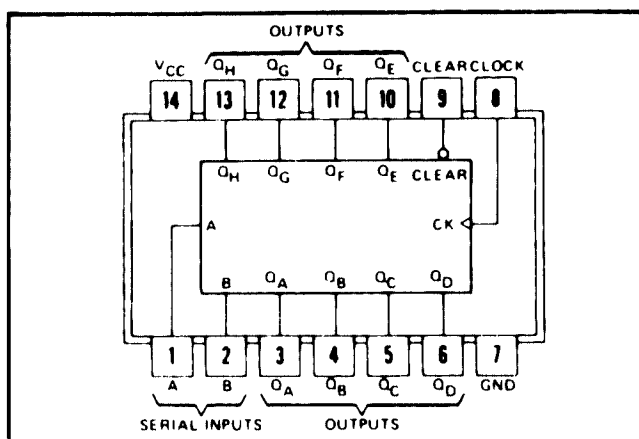 OUTPUTS
VCC QH QG QF QE CLEAR CLOCK
14 13 12 11 10 9 8
QH QG QF QE CLEAR
A CK
B QA QB QC QD
1 2 3 4 5 6 7
A B QA QB QC QD GND
SERIAL INPUTS OUTPUTS